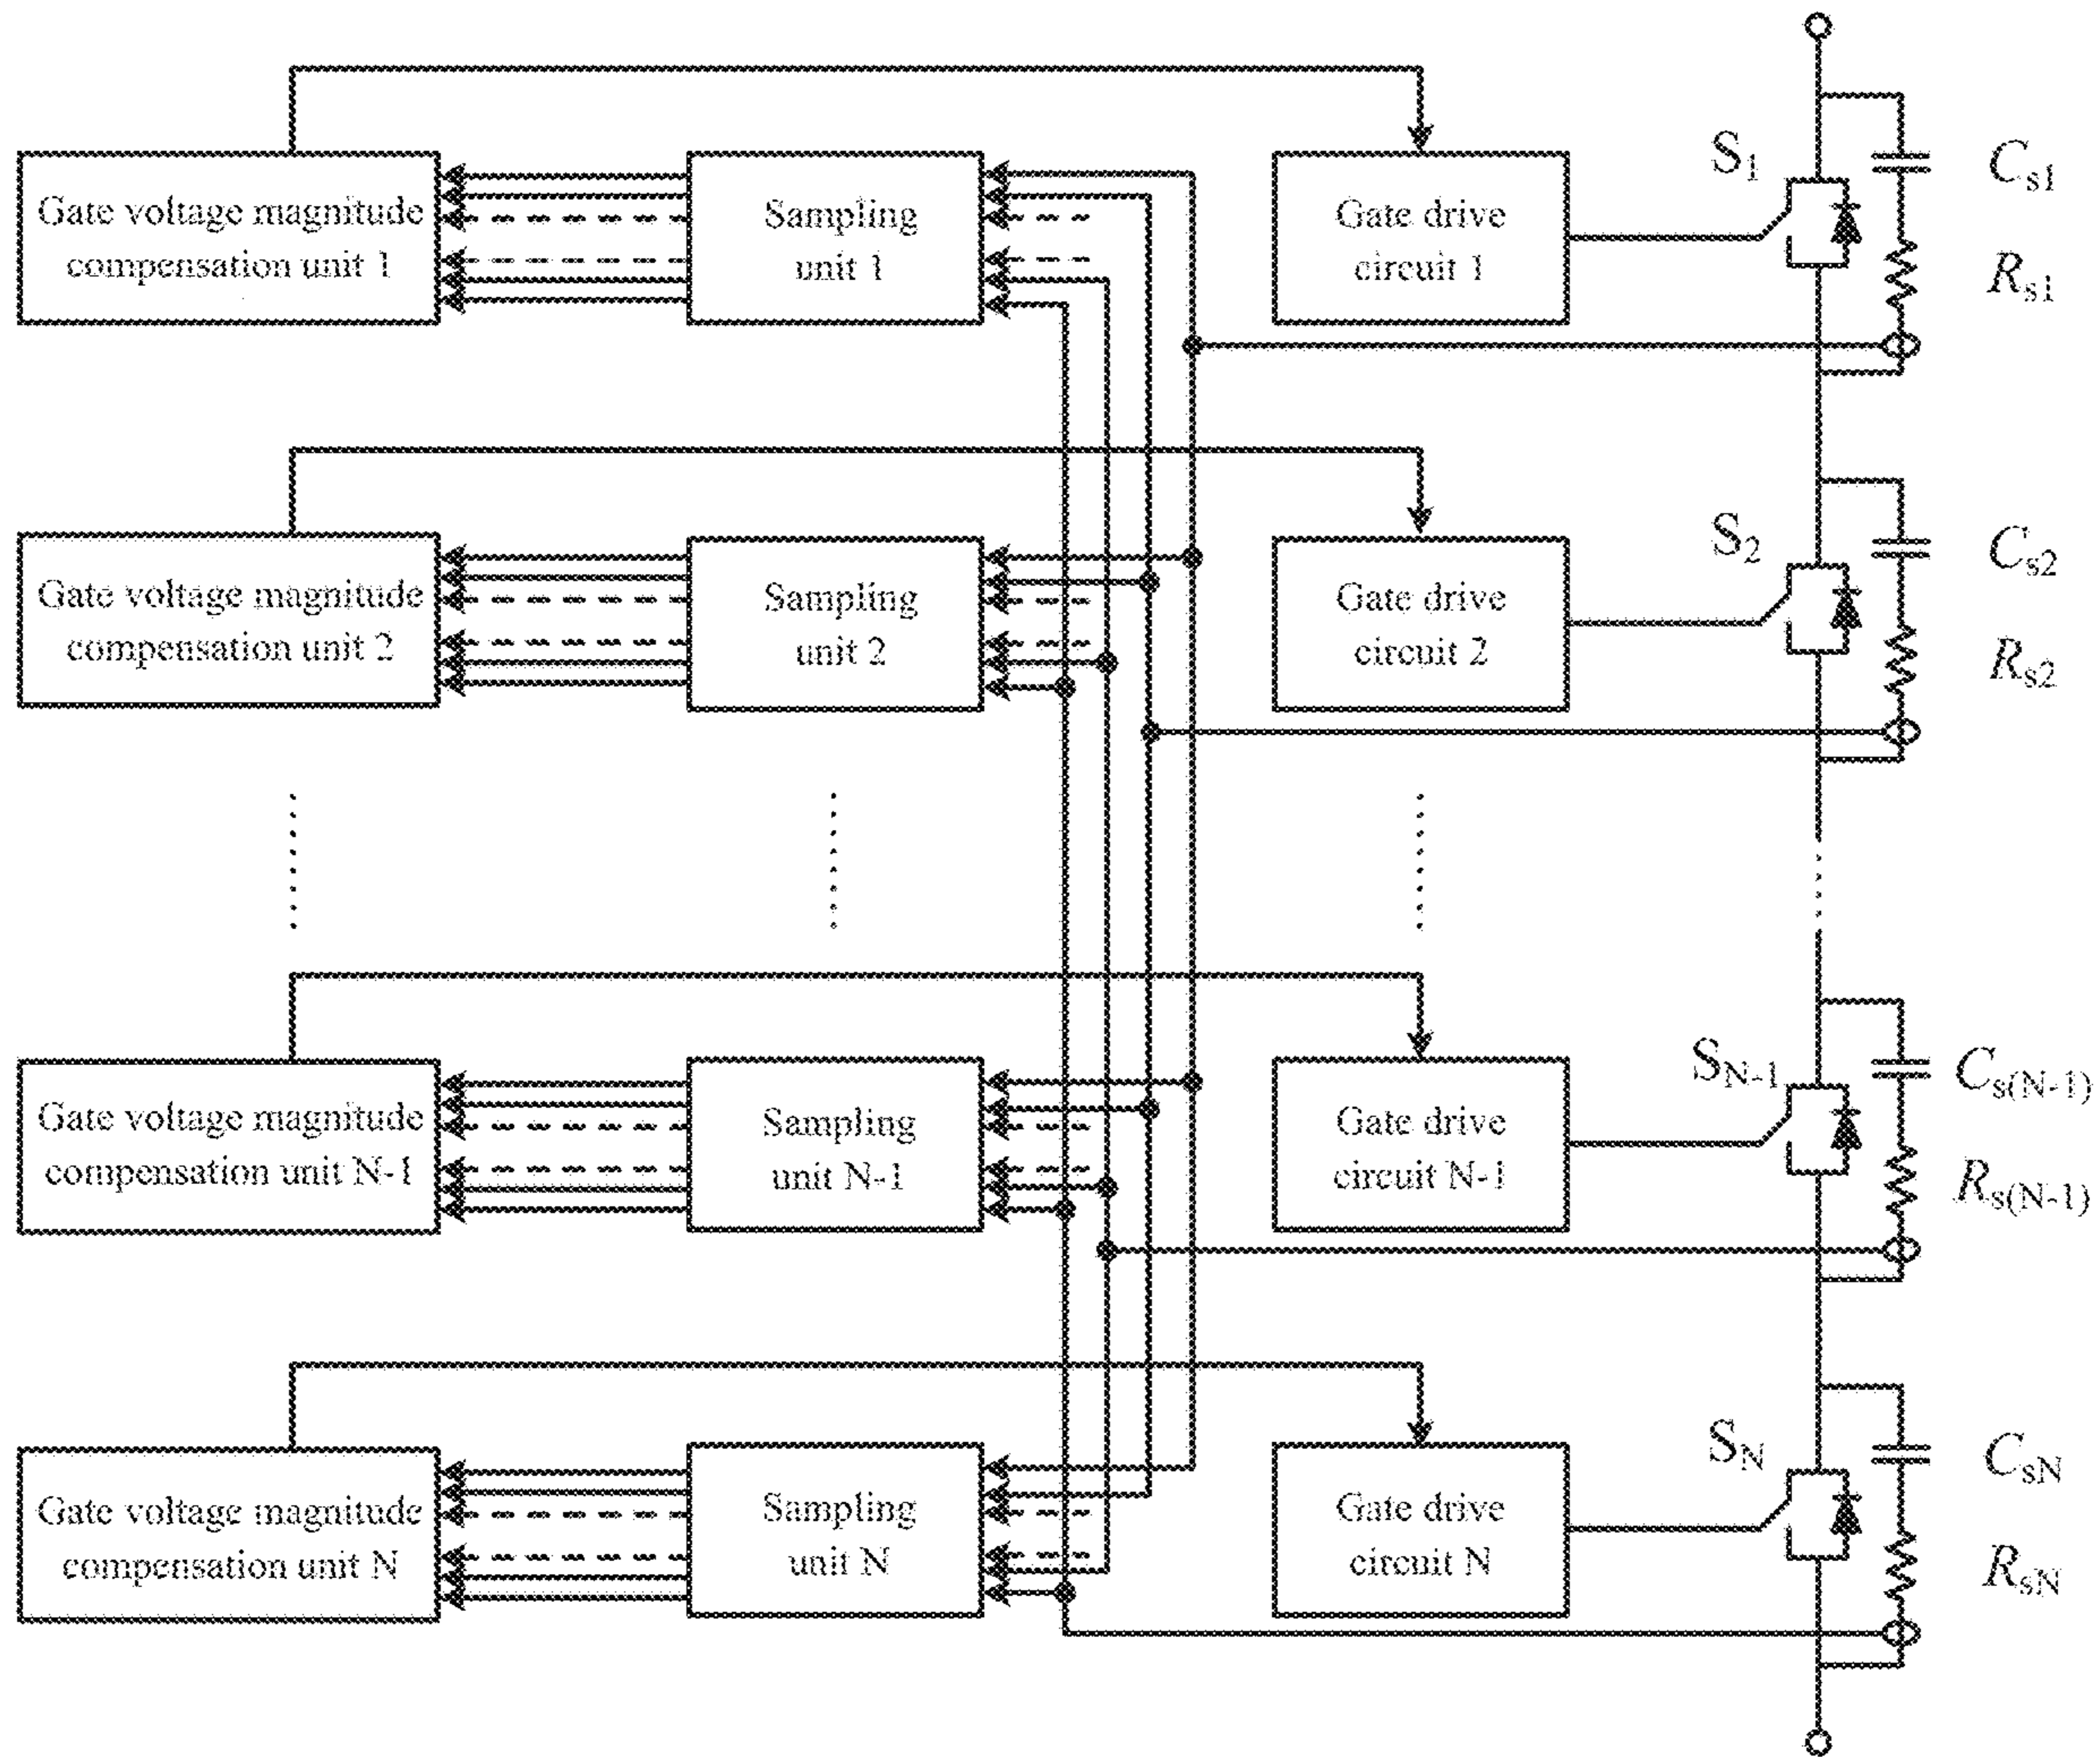 Gate voltage magnitude
compensation unit 1
Sampling
unit 1
Gate drive
circuit 1
S1
Cs1
Rs1
Gate voltage magnitude
compensation unit 2
Sampling
unit 2
Gate drive
circuit 2
S2
Cs2
Rs2
Gate voltage magnitude
compensation unit N-1
Sampling
unit N-1
Gate drive
circuit N-1
SN-1
Cs(N-1)
Rs(N-1)
Gate voltage magnitude
compensation unit N
Sampling
unit N
Gate drive
circuit N
SN
CsN
RsN